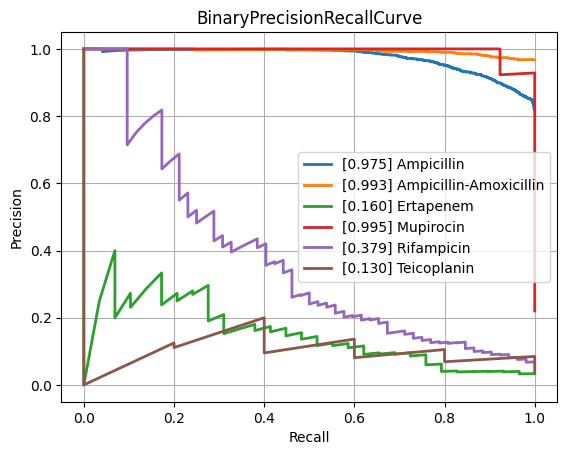 BinaryPrecisionRecallCurve
1.0
0.8
0.6
0.4
0.2
0.0
Precision
[0.975] Ampicillin
[0.993] Ampicillin-Amoxicillin
[0.160] Ertapenem
[0.995] Mupirocin
[0.379] Rifampicin
[0.130] Teicoplanin
0.0 0.2 0.4 0.6 0.8 1.0
Recall